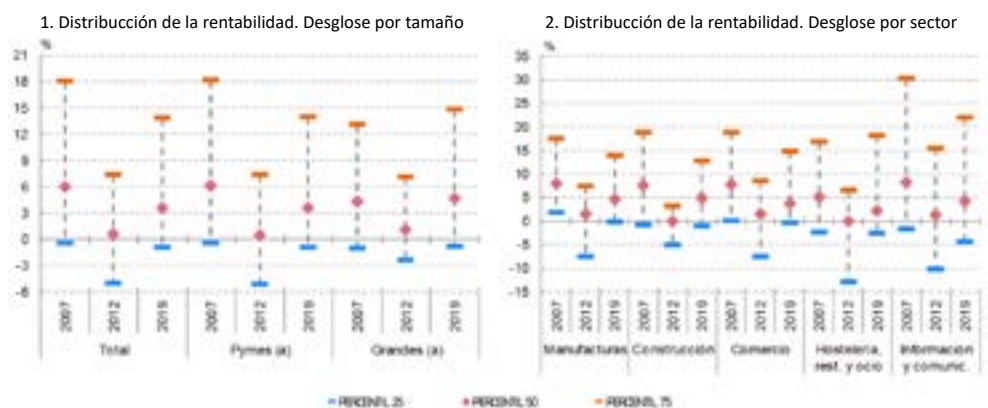 1. Distribucción de la rentabilidad. Desglose por tamaño
%
21
18
15
12
9
6
3
0
-3
-6
2007 2012 2019 2007 2012 2019 2007 2012 2019
Total Pymes (a) Grandes (a)
2. Distribucción de la rentabilidad. Desglose por sector
%
35
30
25
20
15
10
5
0
-5
-10
-15
2007 2012 2019 2007 2012 2019 2007 2012 2019 2007 2012 2019 2007 2012 2019
Manufacturas Construcción Comercio Hostelería, Información
rest. y ocio y comunic.
PERCENTIL 25 PERCENTIL 50 PERCENTIL 75